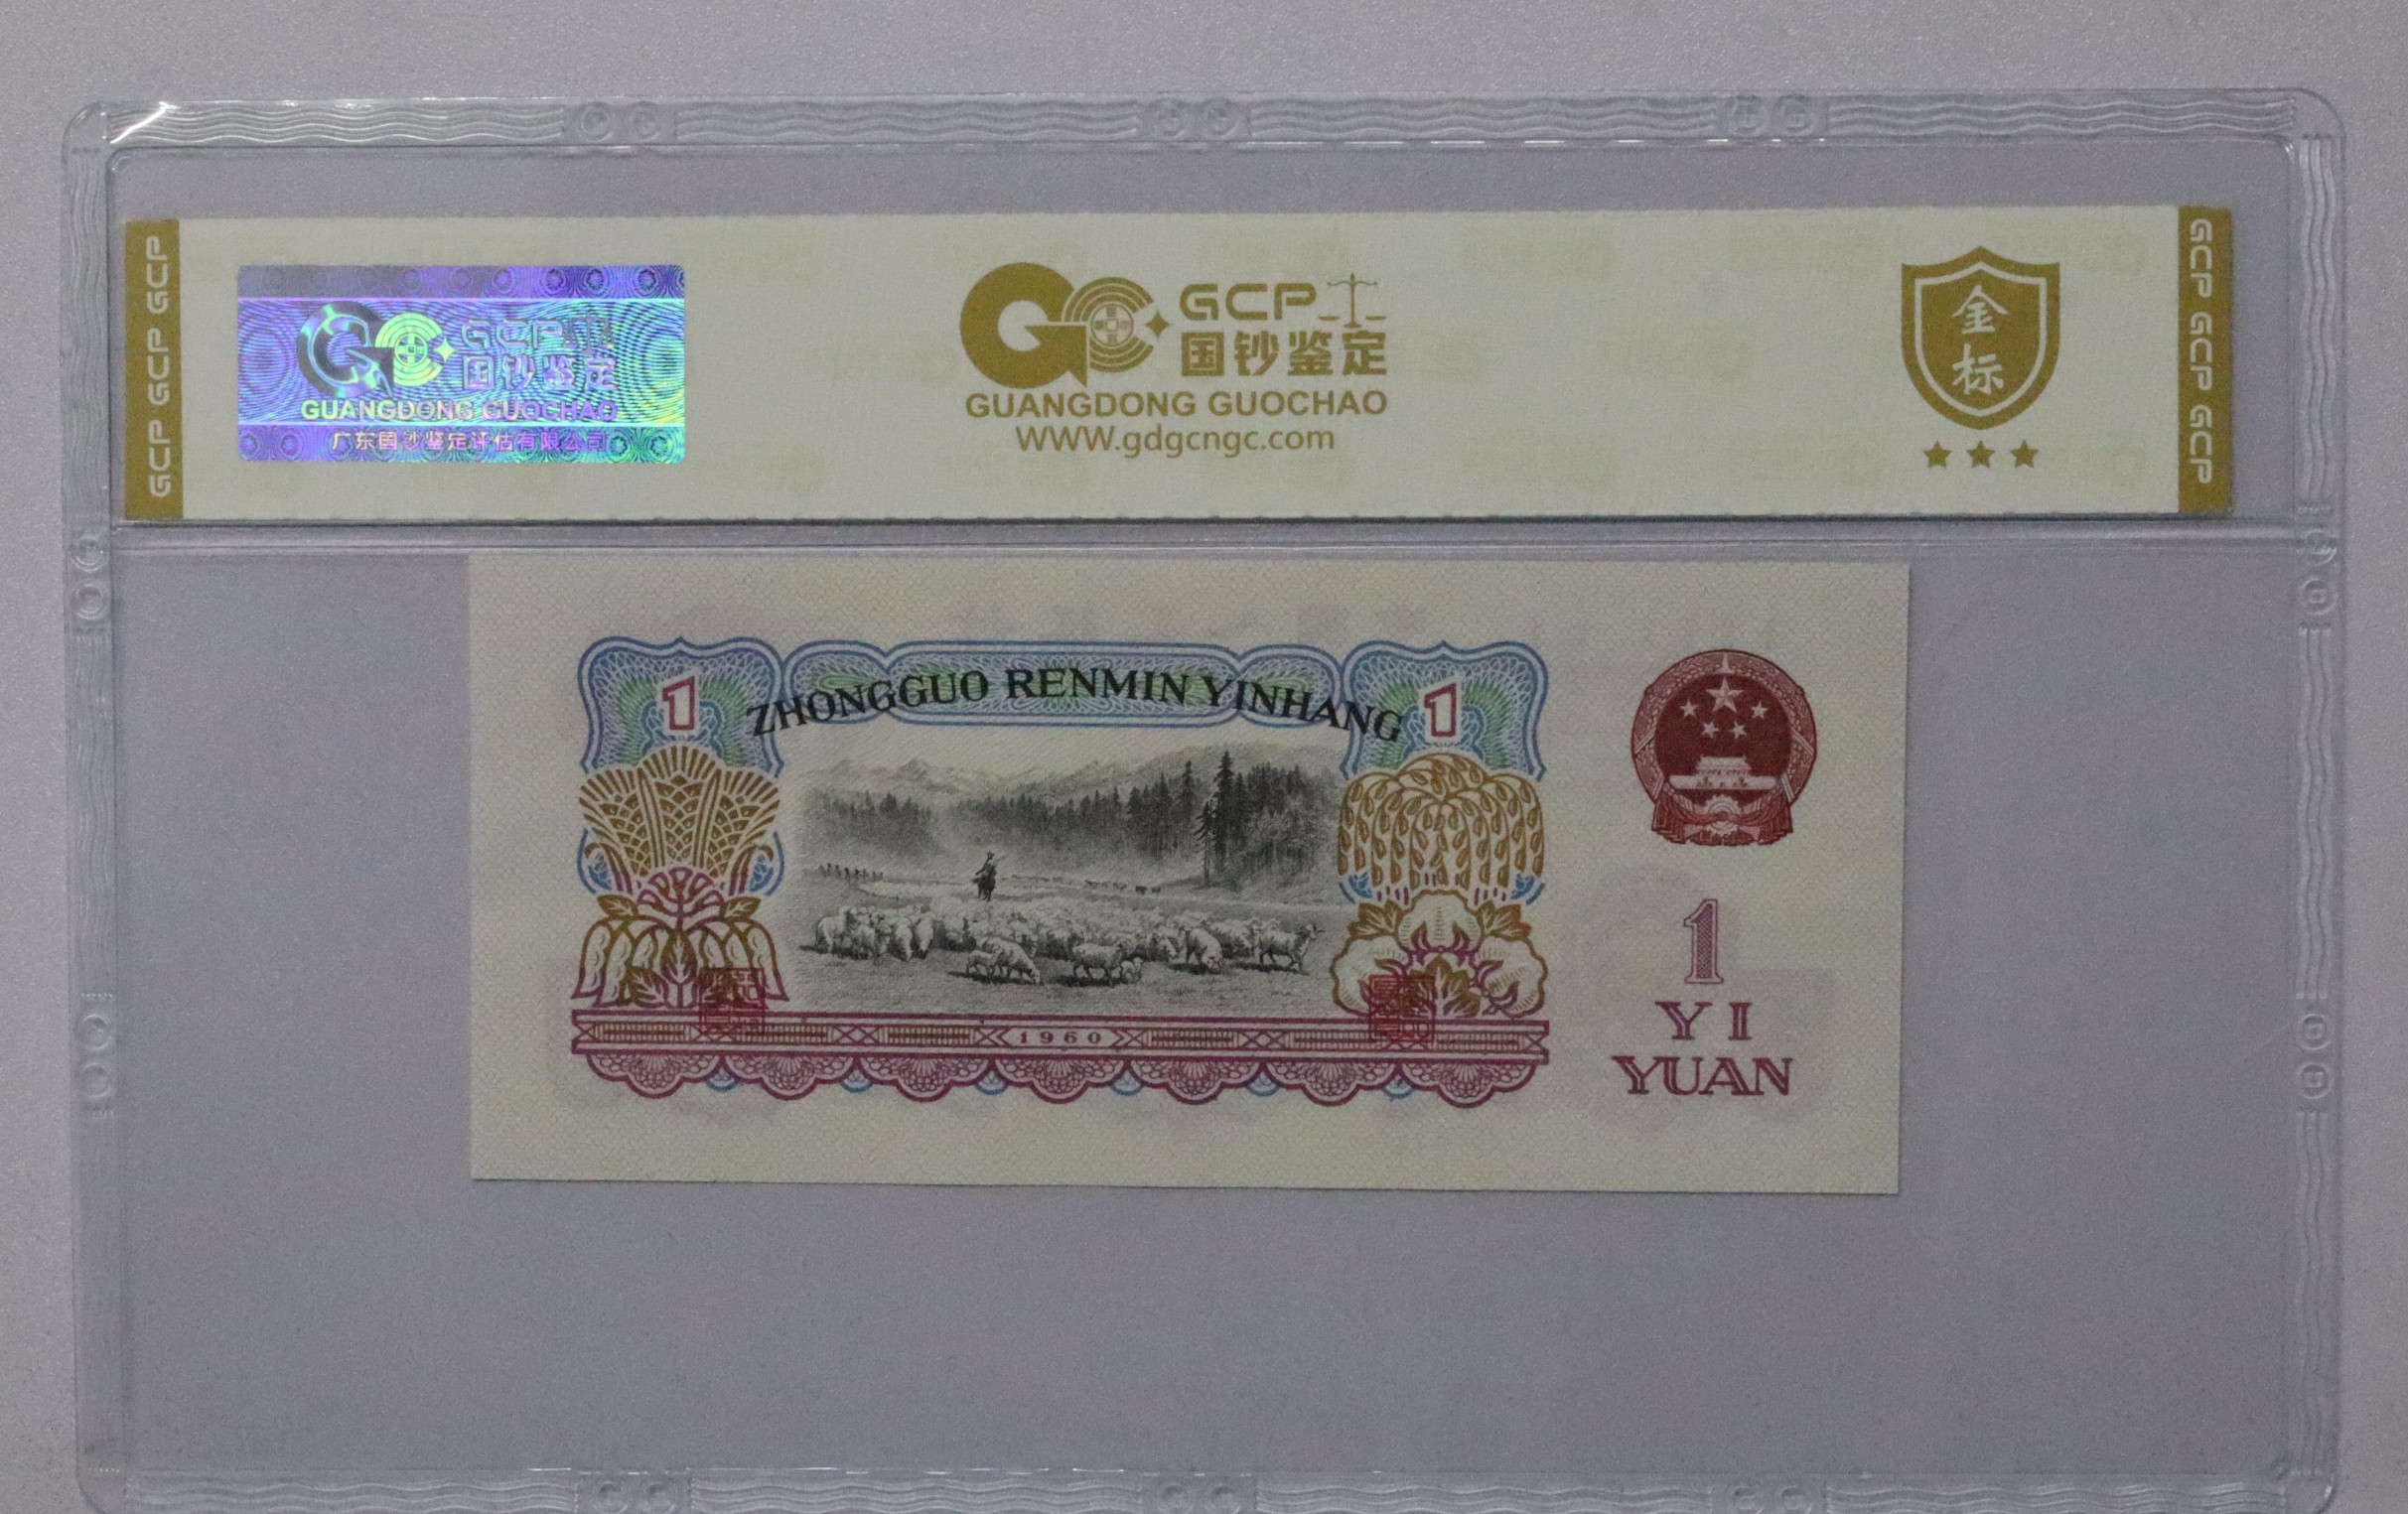 GCP GCP GCP
GCP
国钞鉴定
GUANGDONG GUOCHAO
广东國钞鉴定评估有限公司
GCP
国钞鉴定
GUANGDONG GUOCHAO
WWW.gdgcngc.com
金
标
GCP GCP GCP
1
ZHONGGUO RENMIN YINHANG
1
1960
1
YI
YUAN